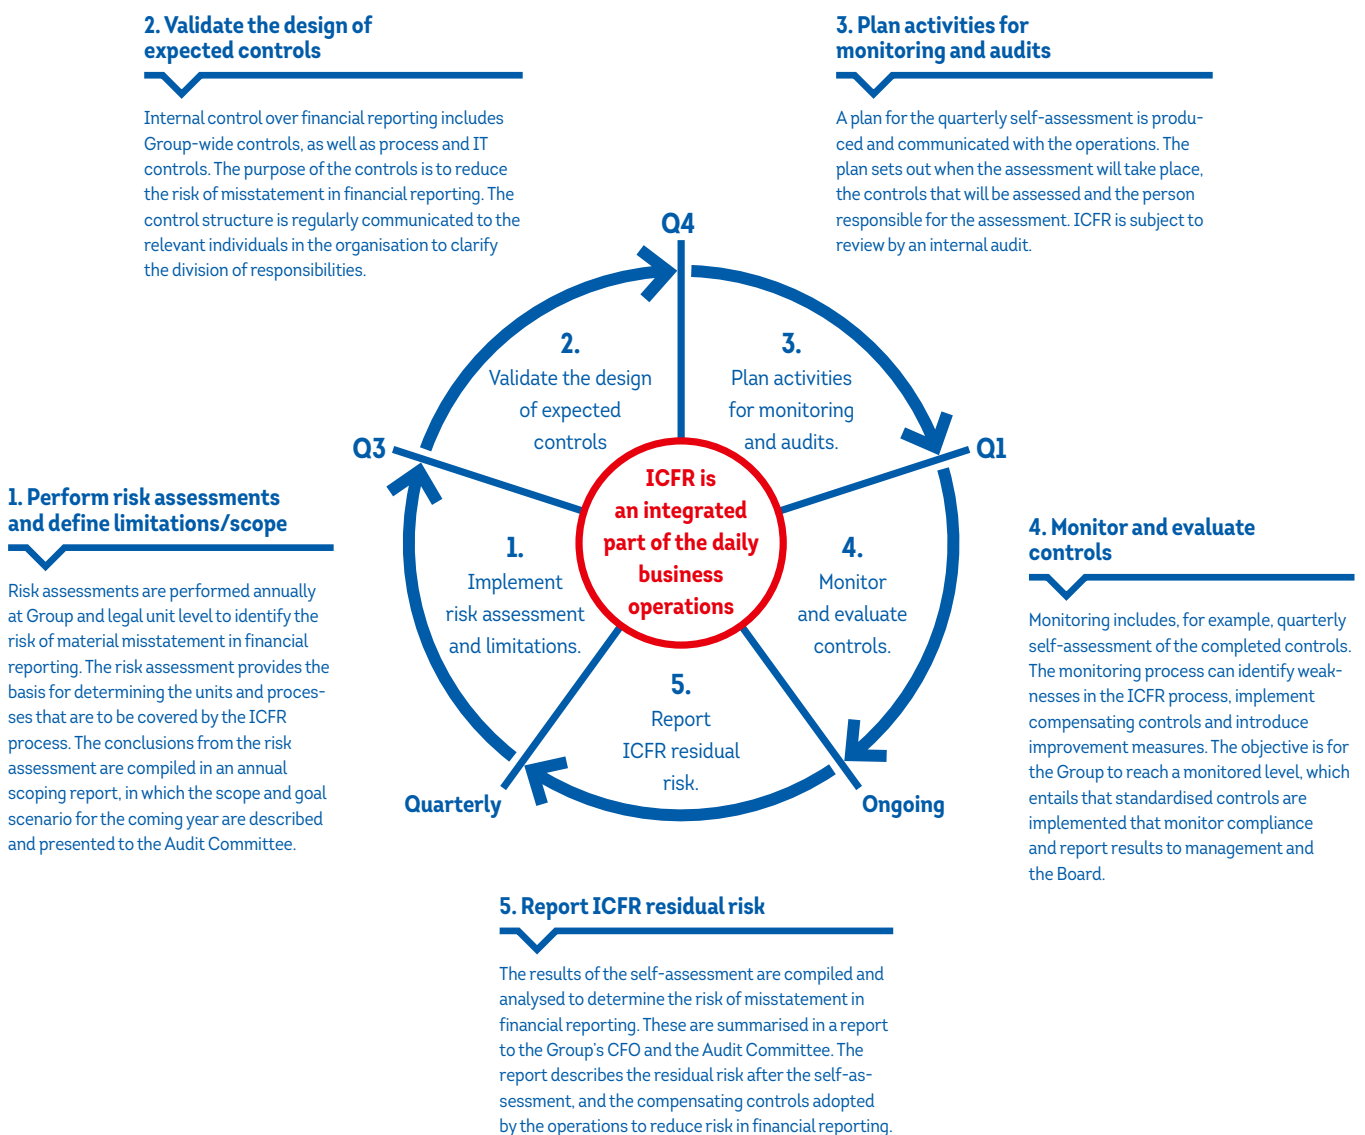 2. Validate the design of
expected controls
Internal control over financial reporting includes
Group-wide controls, as well as process and IT
controls. The purpose of the controls is to reduce
the risk of misstatement in financial reporting. The
control structure is regularly communicated to the
relevant individuals in the organisation to clarify
the division of responsibilities.
3. Plan activities for
monitoring and audits
A plan for the quarterly self-assessment is produ-
ced and communicated with the operations. The
plan sets out when the assessment will take place,
the controls that will be assessed and the person
responsible for the assessment. ICFR is subject to
review by an internal audit.
Q4
2.
Validate the design
of expected
controls
3.
Plan activities
for monitoring
and audits.
Q3
Q1
ICFR is
an integrated
part of the daily
business
operations
1. Perform risk assessments
and define limitations/scope
Risk assessments are performed annually
at Group and legal unit level to identify the
risk of material misstatement in financial
reporting. The risk assessment provides the
basis for determining the units and proces-
ses that are to be covered by the ICFR
process. The conclusions from the risk
assessment are compiled in an annual
scoping report, in which the scope and goal
scenario for the coming year are described
and presented to the Audit Committee.
1.
Implement
risk assessment
and limitations.
4.
Monitor
and evaluate
controls.
4. Monitor and evaluate
controls
Monitoring includes, for example, quarterly
self-assessment of the completed controls.
The monitoring process can identify weak-
nesses in the ICFR process, implement
compensating controls and introduce
improvement measures. The objective is for
the Group to reach a monitored level, which
entails that standardised controls are
implemented that monitor compliance
and report results to management and
the Board.
5.
Report
ICFR residual
risk.
Quarterly
Ongoing
5. Report ICFR residual risk
The results of the self-assessment are compiled and
analysed to determine the risk of misstatement in
financial reporting. These are summarised in a report
to the Group's CFO and the Audit Committee. The
report describes the residual risk after the self-as-
sessment, and the compensating controls adopted
by the operations to reduce risk in financial reporting.